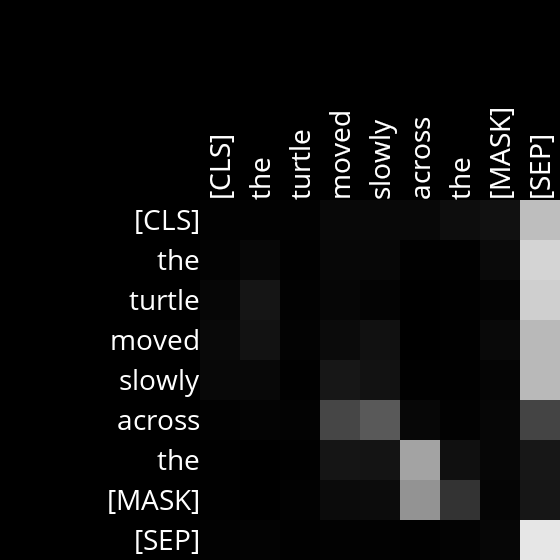 [CLS] the turtle moved slowly across the [MASK] [SEP]
[CLS]
the
turtle
moved
slowly
across
the
[MASK]
[SEP]